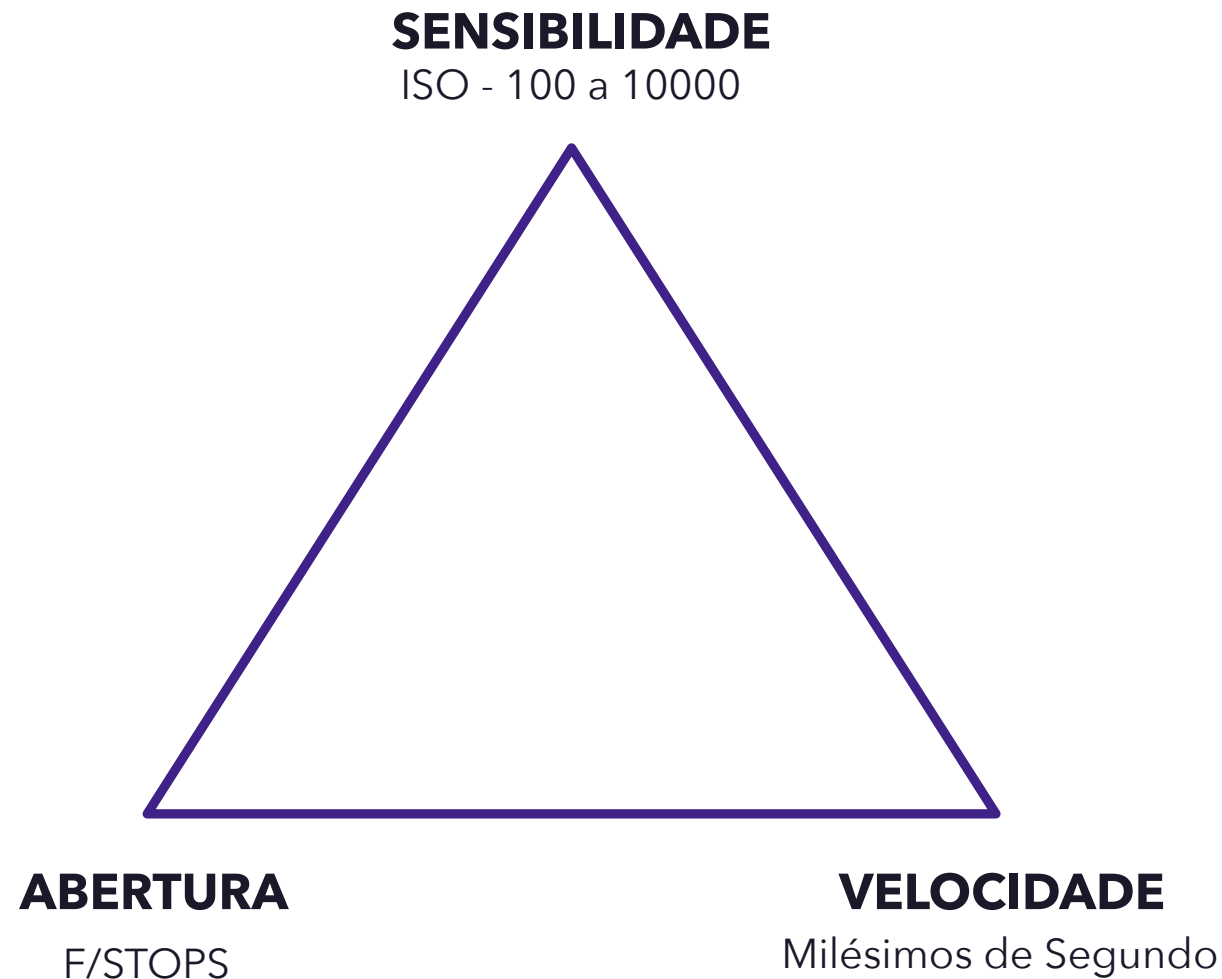 SENSIBILIDADE
ISO - 100 a 10000
ABERTURA
F/STOPS
VELOCIDADE
Milésimos de Segundo